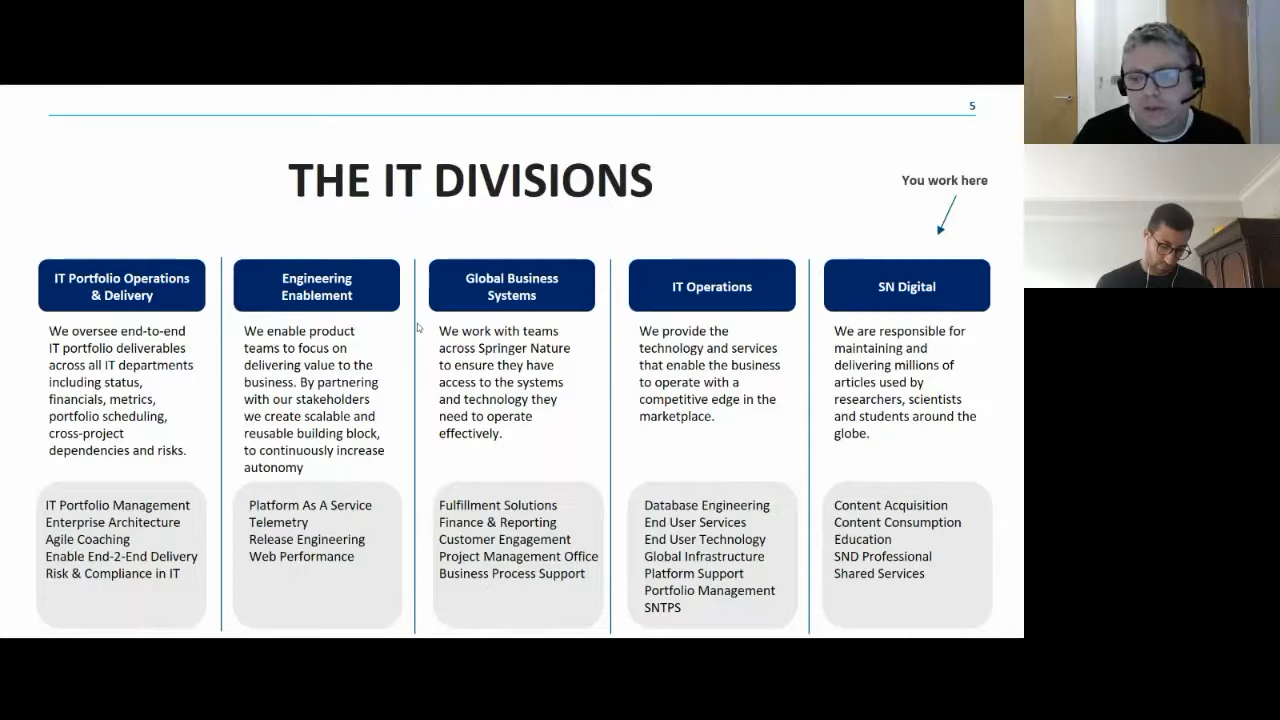 5
THE IT DIVISIONS
You work here
IT Portfolio Operations
& Delivery
We oversee end-to-end
IT portfolio deliverables
across all IT departments
including status,
financials, metrics,
portfolio scheduling,
cross-project
dependencies and risks.
IT Portfolio Management
Enterprise Architecture
Agile Coaching
Enable End-2-End Delivery
Risk & Compliance in IT
Engineering
Enablement
We enable product
teams to focus on
delivering value to the
business. By partnering
with our stakeholders
we create scalable and
reusable building block,
to continuously increase
autonomy
Platform As A Service
Telemetry
Release Engineering
Web Performance
Global Business
Systems
We work with teams
across Springer Nature
to ensure they have
access to the systems
and technology they
need to operate
effectively.
Fulfillment Solutions
Finance & Reporting
Customer Engagement
Project Management Office
Business Process Support
IT Operations
We provide the
technology and services
that enable the business
to operate with a
competitive edge in the
marketplace.
Database Engineering
End User Services
End User Technology
Global Infrastructure
Platform Support
Portfolio Management
SNTPS
SN Digital
We are responsible for
maintaining and
delivering millions of
articles used by
researchers, scientists
and students around the
globe.
Content Acquisition
Content Consumption
Education
SND Professional
Shared Services